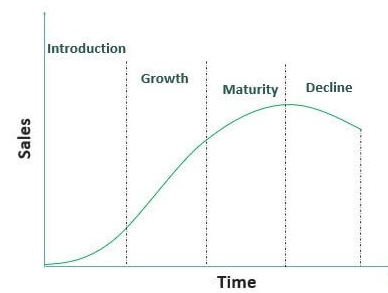 Introduction
Growth
Maturity
Decline
Sales
Time